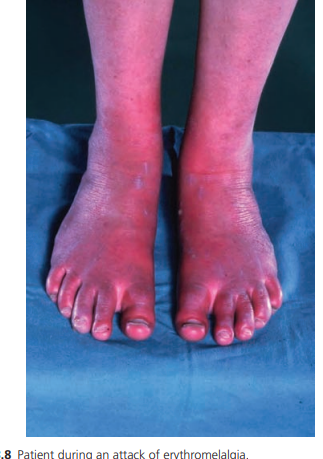 .8 Patient during an attack of erythromelalgia.